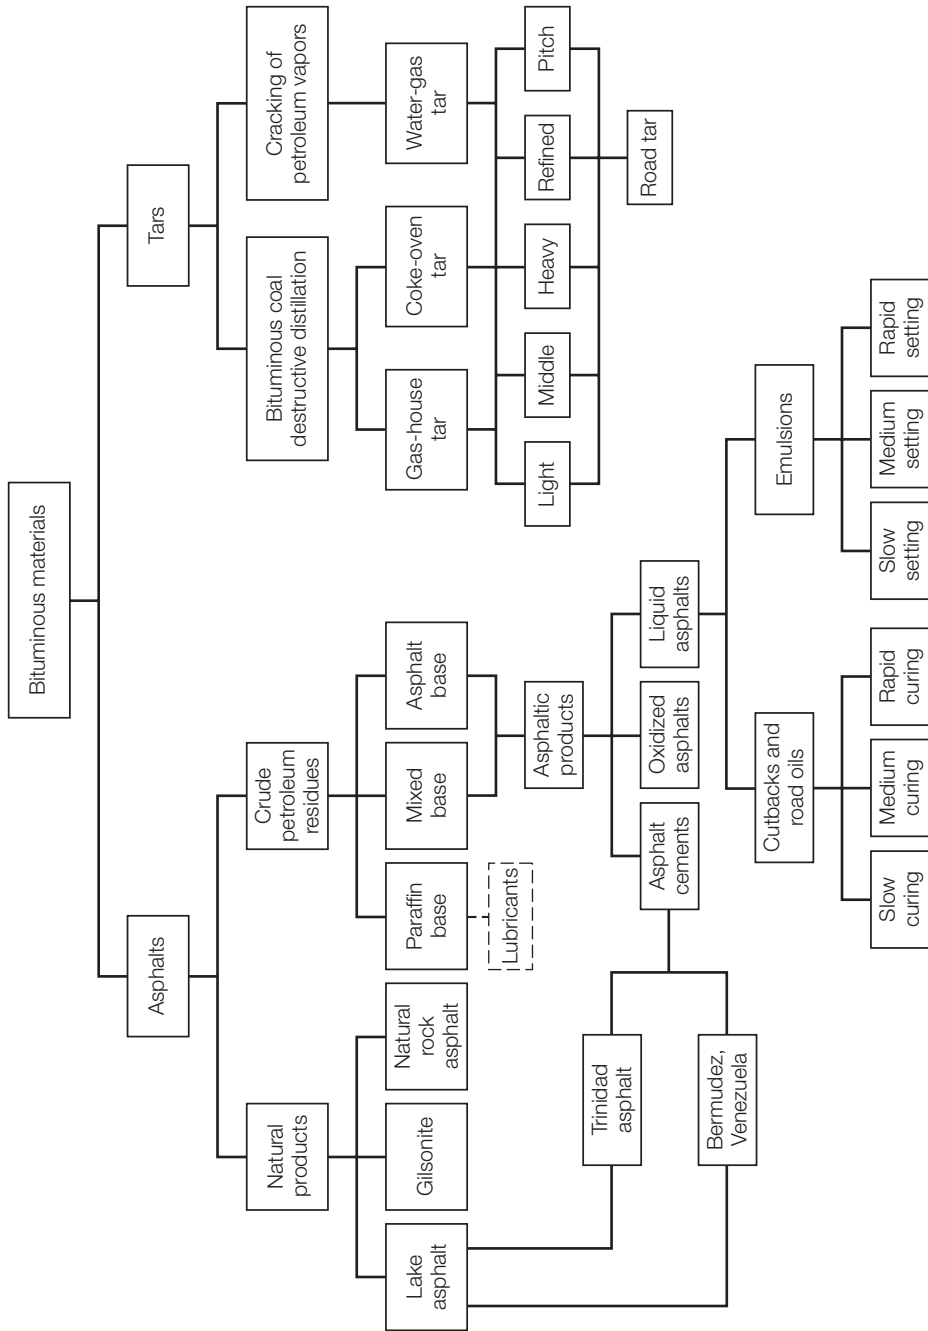 Bituminous materials
Asphalts
Tars
Natural
products
Crude
petroleum
residues
Bituminous coal
destructive distillation
Cracking of
petroleum vapors
Lake
asphalt
Gilsonite
Natural
rock
asphalt
Paraffin
base
Mixed
base
Asphalt
base
Gas-house
tar
Coke-oven
tar
Water-gas
tar
Lubricants
Asphaltic
products
Light
Middle
Heavy
Refined
Pitch
Trinidad
asphalt
Asphalt
cements
Oxidized
asphalts
Liquid
asphalts
Road tar
Bermudez,
Venezuela
Cutbacks and
road oils
Emulsions
Slow
curing
Medium
curing
Rapid
curing
Slow
setting
Medium
setting
Rapid
setting